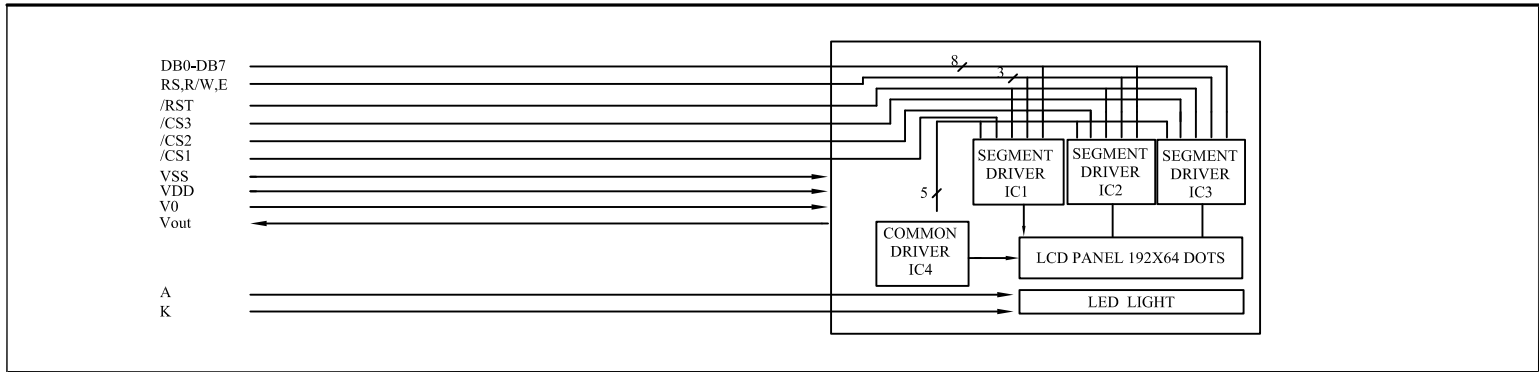 DB0-DB7
RS,R/W,E
/RST
/CS3
/CS2
/CS1
VSS
VDD
V0
Vout
A
K
8
3
5
SEGMENT
DRIVER
IC1
SEGMENT
DRIVER
IC2
SEGMENT
DRIVER
IC3
COMMON
DRIVER
IC4
LCD PANEL 192X64 DOTS
LED LIGHT